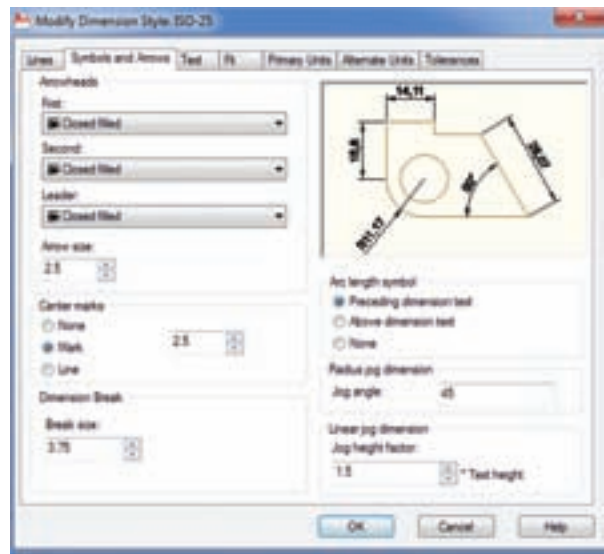 Modify Dimension Style: ISO-25
Lines Symbols and Arrows Text Fit Primary Units Alternate Units Tolerances
Arrowheads
First:
Closed filled
Second:
Closed filled
Leader:
Closed filled
Arrow size:
2.5
Center marks
None
Mark
2.5
Line
Dimension Break
Break size:
3.75
14,11
R11,17
60°
Arc length symbol
Preceding dimension text
Above dimension text
None
Radius jog dimension
Jog angle: 45
Linear jog dimension
Jog height factor:
1.5 * Text height
OK Cancel Help